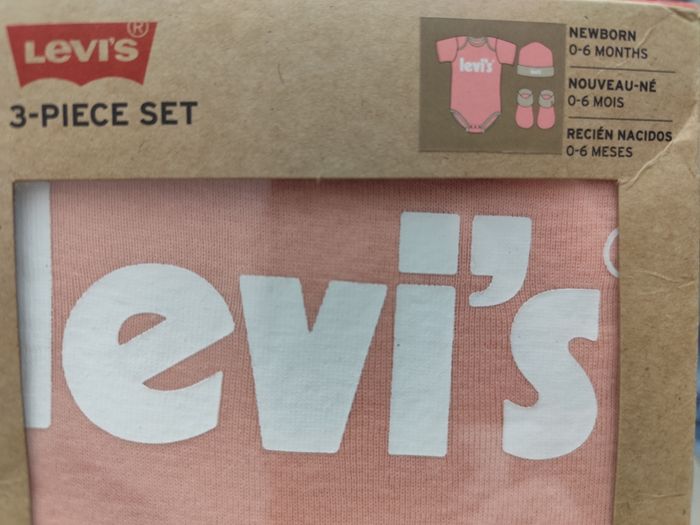 LEVI'S®
3-PIECE SET
levi's
NEWBORN
0-6 MONTHS
NOUVEAU-NÉ
0-6 MOIS
RECIÉN NACIDOS
0-6 MESES
levi's